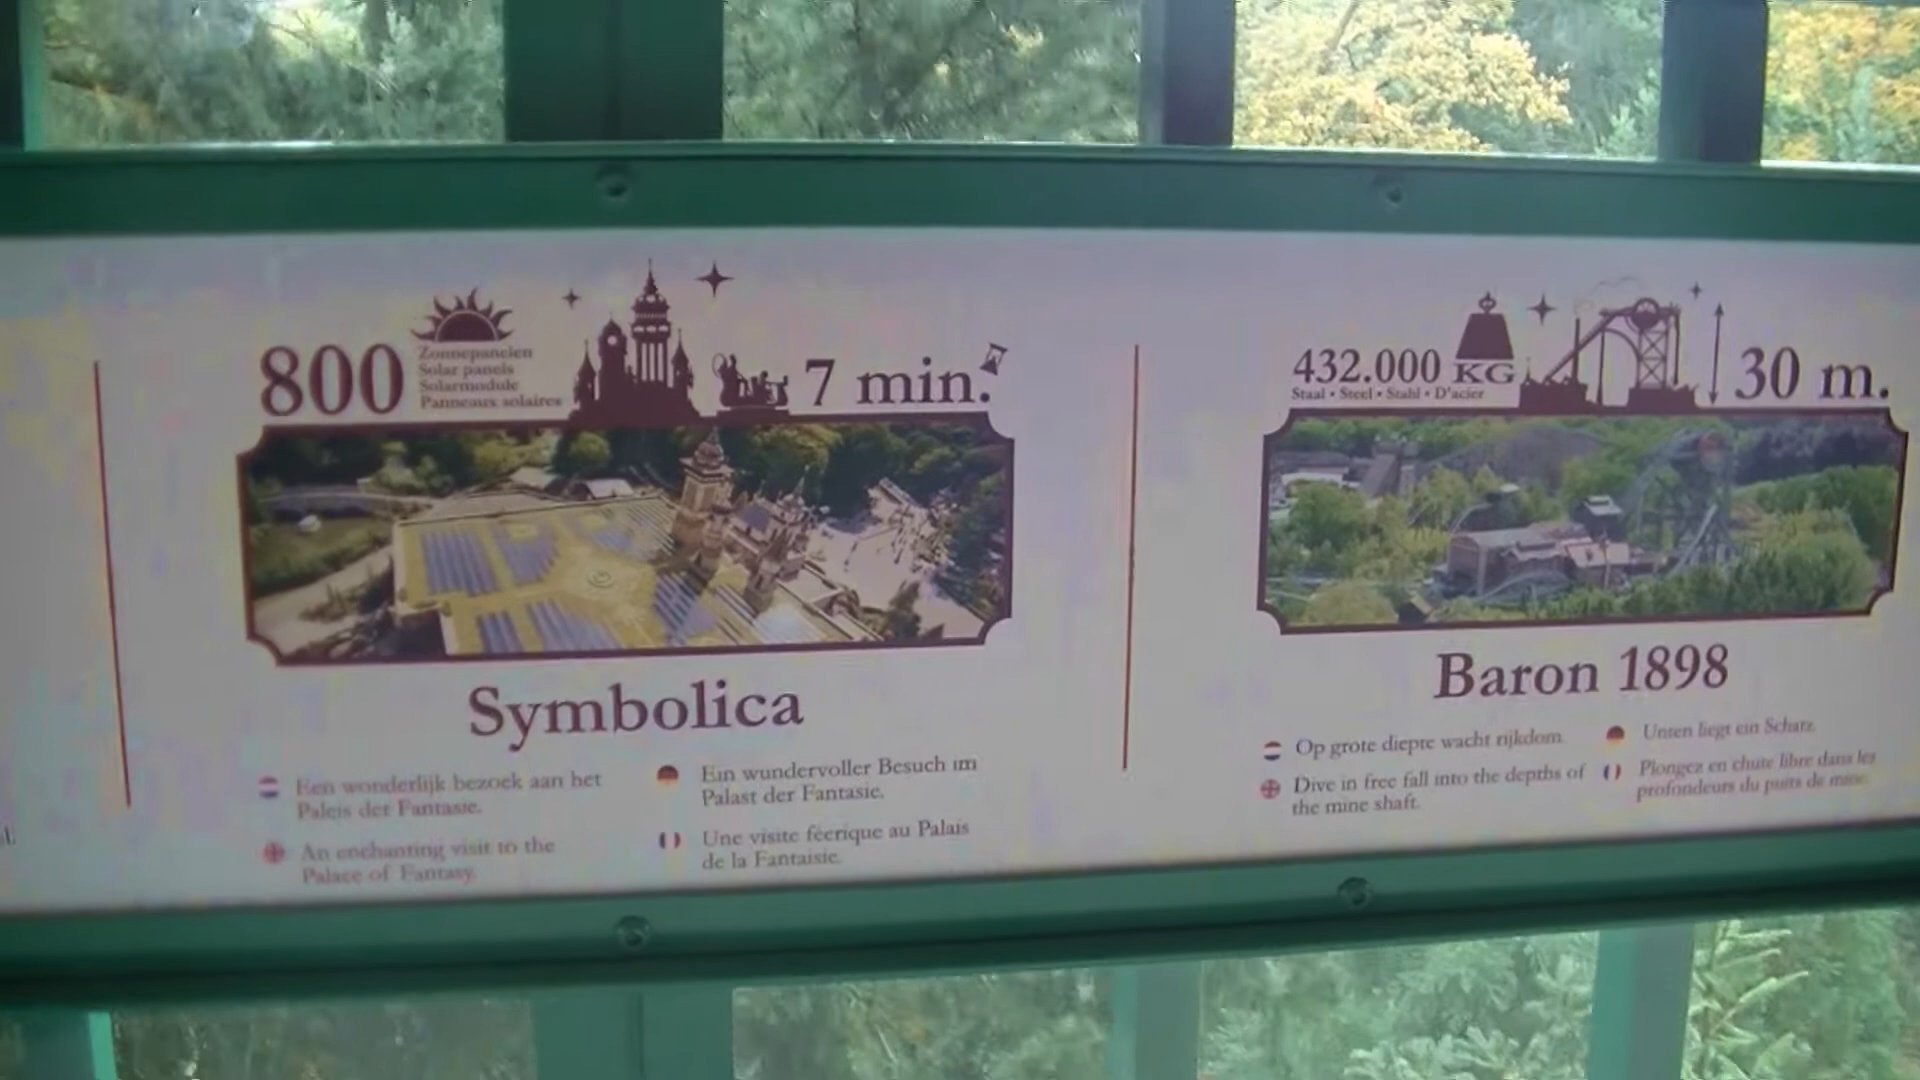 800
Zonnepanelen
Solar panels
Solarmodule
Panneaux solaires
7 min.
Symbolica
Een wonderlijk bezoek aan het
Paleis der Fantasie.
An enchanting visit to the
Palace of Fantasy.
Ein wundervoller Besuch im
Palast der Fantasie.
Une visite féerique au Palais
de la Fantaisie.
432.000 KG
Staal • Steel • Stahl • D'acier
30 m.
Baron 1898
Op grote diepte wacht rijkdom.
Dive in free fall into the depths of
the mine shaft.
Unten liegt ein Schatz.
Plongez en chute libre dans les
profondeurs du puits de mine.